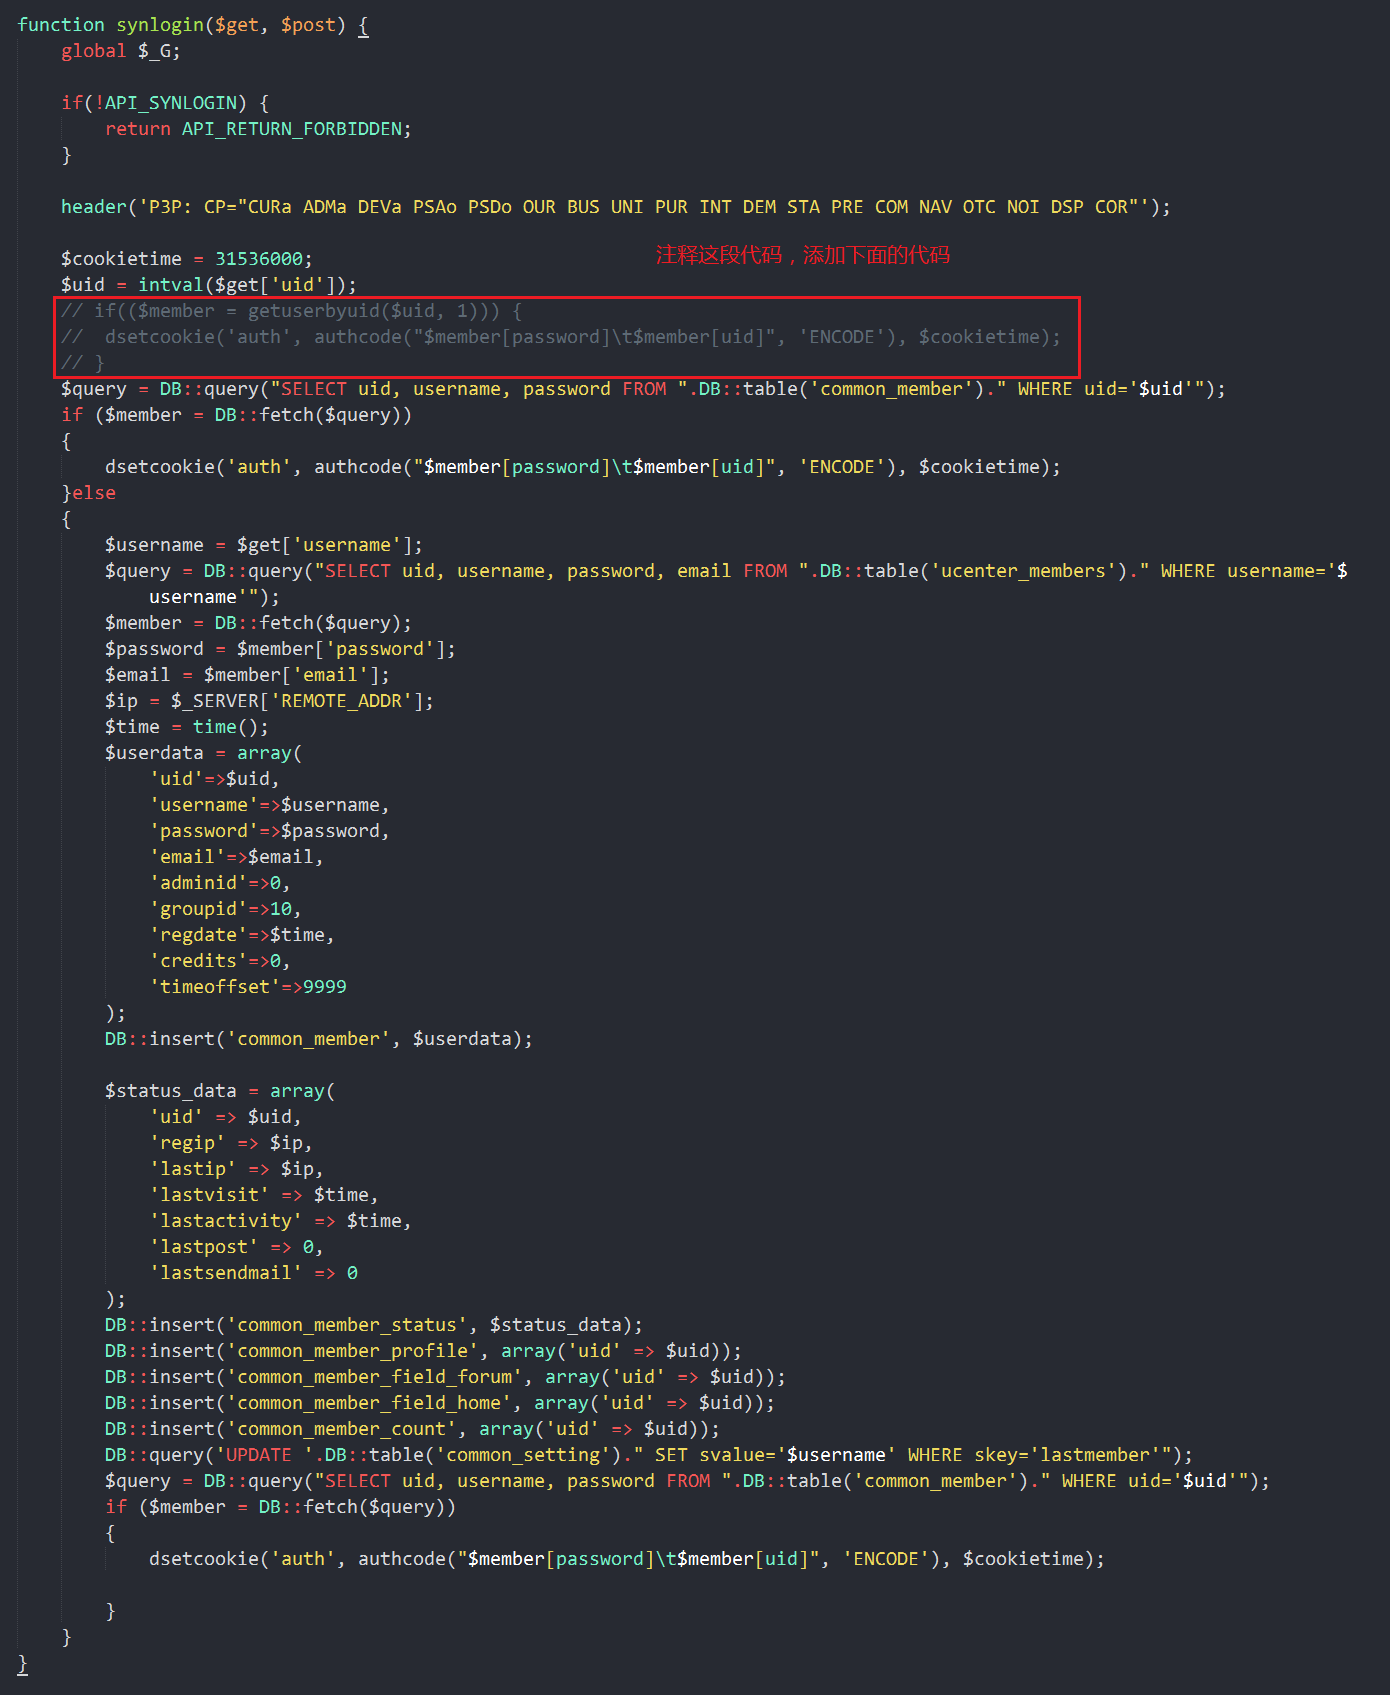 function synlogin($get, $post) {
    global $_G;

    if(!API_SYNLOGIN) {
        return API_RETURN_FORBIDDEN;
    }

    header('P3P: CP="CURa ADMa DEVa PSAo PSDo OUR BUS UNI PUR INT DEM STA PRE COM NAV OTC NOI DSP COR"');

注释这段代码，添加下面的代码
    $cookietime = 31536000;
    $uid = intval($get['uid']);
    // if(($member = getuserbyuid($uid, 1))) {
    //  dsetcookie('auth', authcode("$member[password]\t$member[uid]", 'ENCODE'), $cookietime);
    // }
    $query = DB::query("SELECT uid, username, password FROM ".DB::table('common_member')." WHERE uid='$uid'");
    if ($member = DB::fetch($query))
    {
        dsetcookie('auth', authcode("$member[password]\t$member[uid]", 'ENCODE'), $cookietime);
    }else
    {
        $username = $get['username'];
        $query = DB::query("SELECT uid, username, password, email FROM ".DB::table('ucenter_members')." WHERE username='$
            username'");
        $member = DB::fetch($query);
        $password = $member['password'];
        $email = $member['email'];
        $ip = $_SERVER['REMOTE_ADDR'];
        $time = time();
        $userdata = array(
            'uid'=>$uid,
            'username'=>$username,
            'password'=>$password,
            'email'=>$email,
            'adminid'=>0,
            'groupid'=>10,
            'regdate'=>$time,
            'credits'=>0,
            'timeoffset'=>9999
        );
        DB::insert('common_member', $userdata);

        $status_data = array(
            'uid' => $uid,
            'regip' => $ip,
            'lastip' => $ip,
            'lastvisit' => $time,
            'lastactivity' => $time,
            'lastpost' => 0,
            'lastsendmail' => 0
        );
        DB::insert('common_member_status', $status_data);
        DB::insert('common_member_profile', array('uid' => $uid));
        DB::insert('common_member_field_forum', array('uid' => $uid));
        DB::insert('common_member_field_home', array('uid' => $uid));
        DB::insert('common_member_count', array('uid' => $uid));
        DB::query('UPDATE '.DB::table('common_setting')." SET svalue='$username' WHERE skey='lastmember'");
        $query = DB::query("SELECT uid, username, password FROM ".DB::table('common_member')." WHERE uid='$uid'");
        if ($member = DB::fetch($query))
        {
            dsetcookie('auth', authcode("$member[password]\t$member[uid]", 'ENCODE'), $cookietime);

        }
    }
}